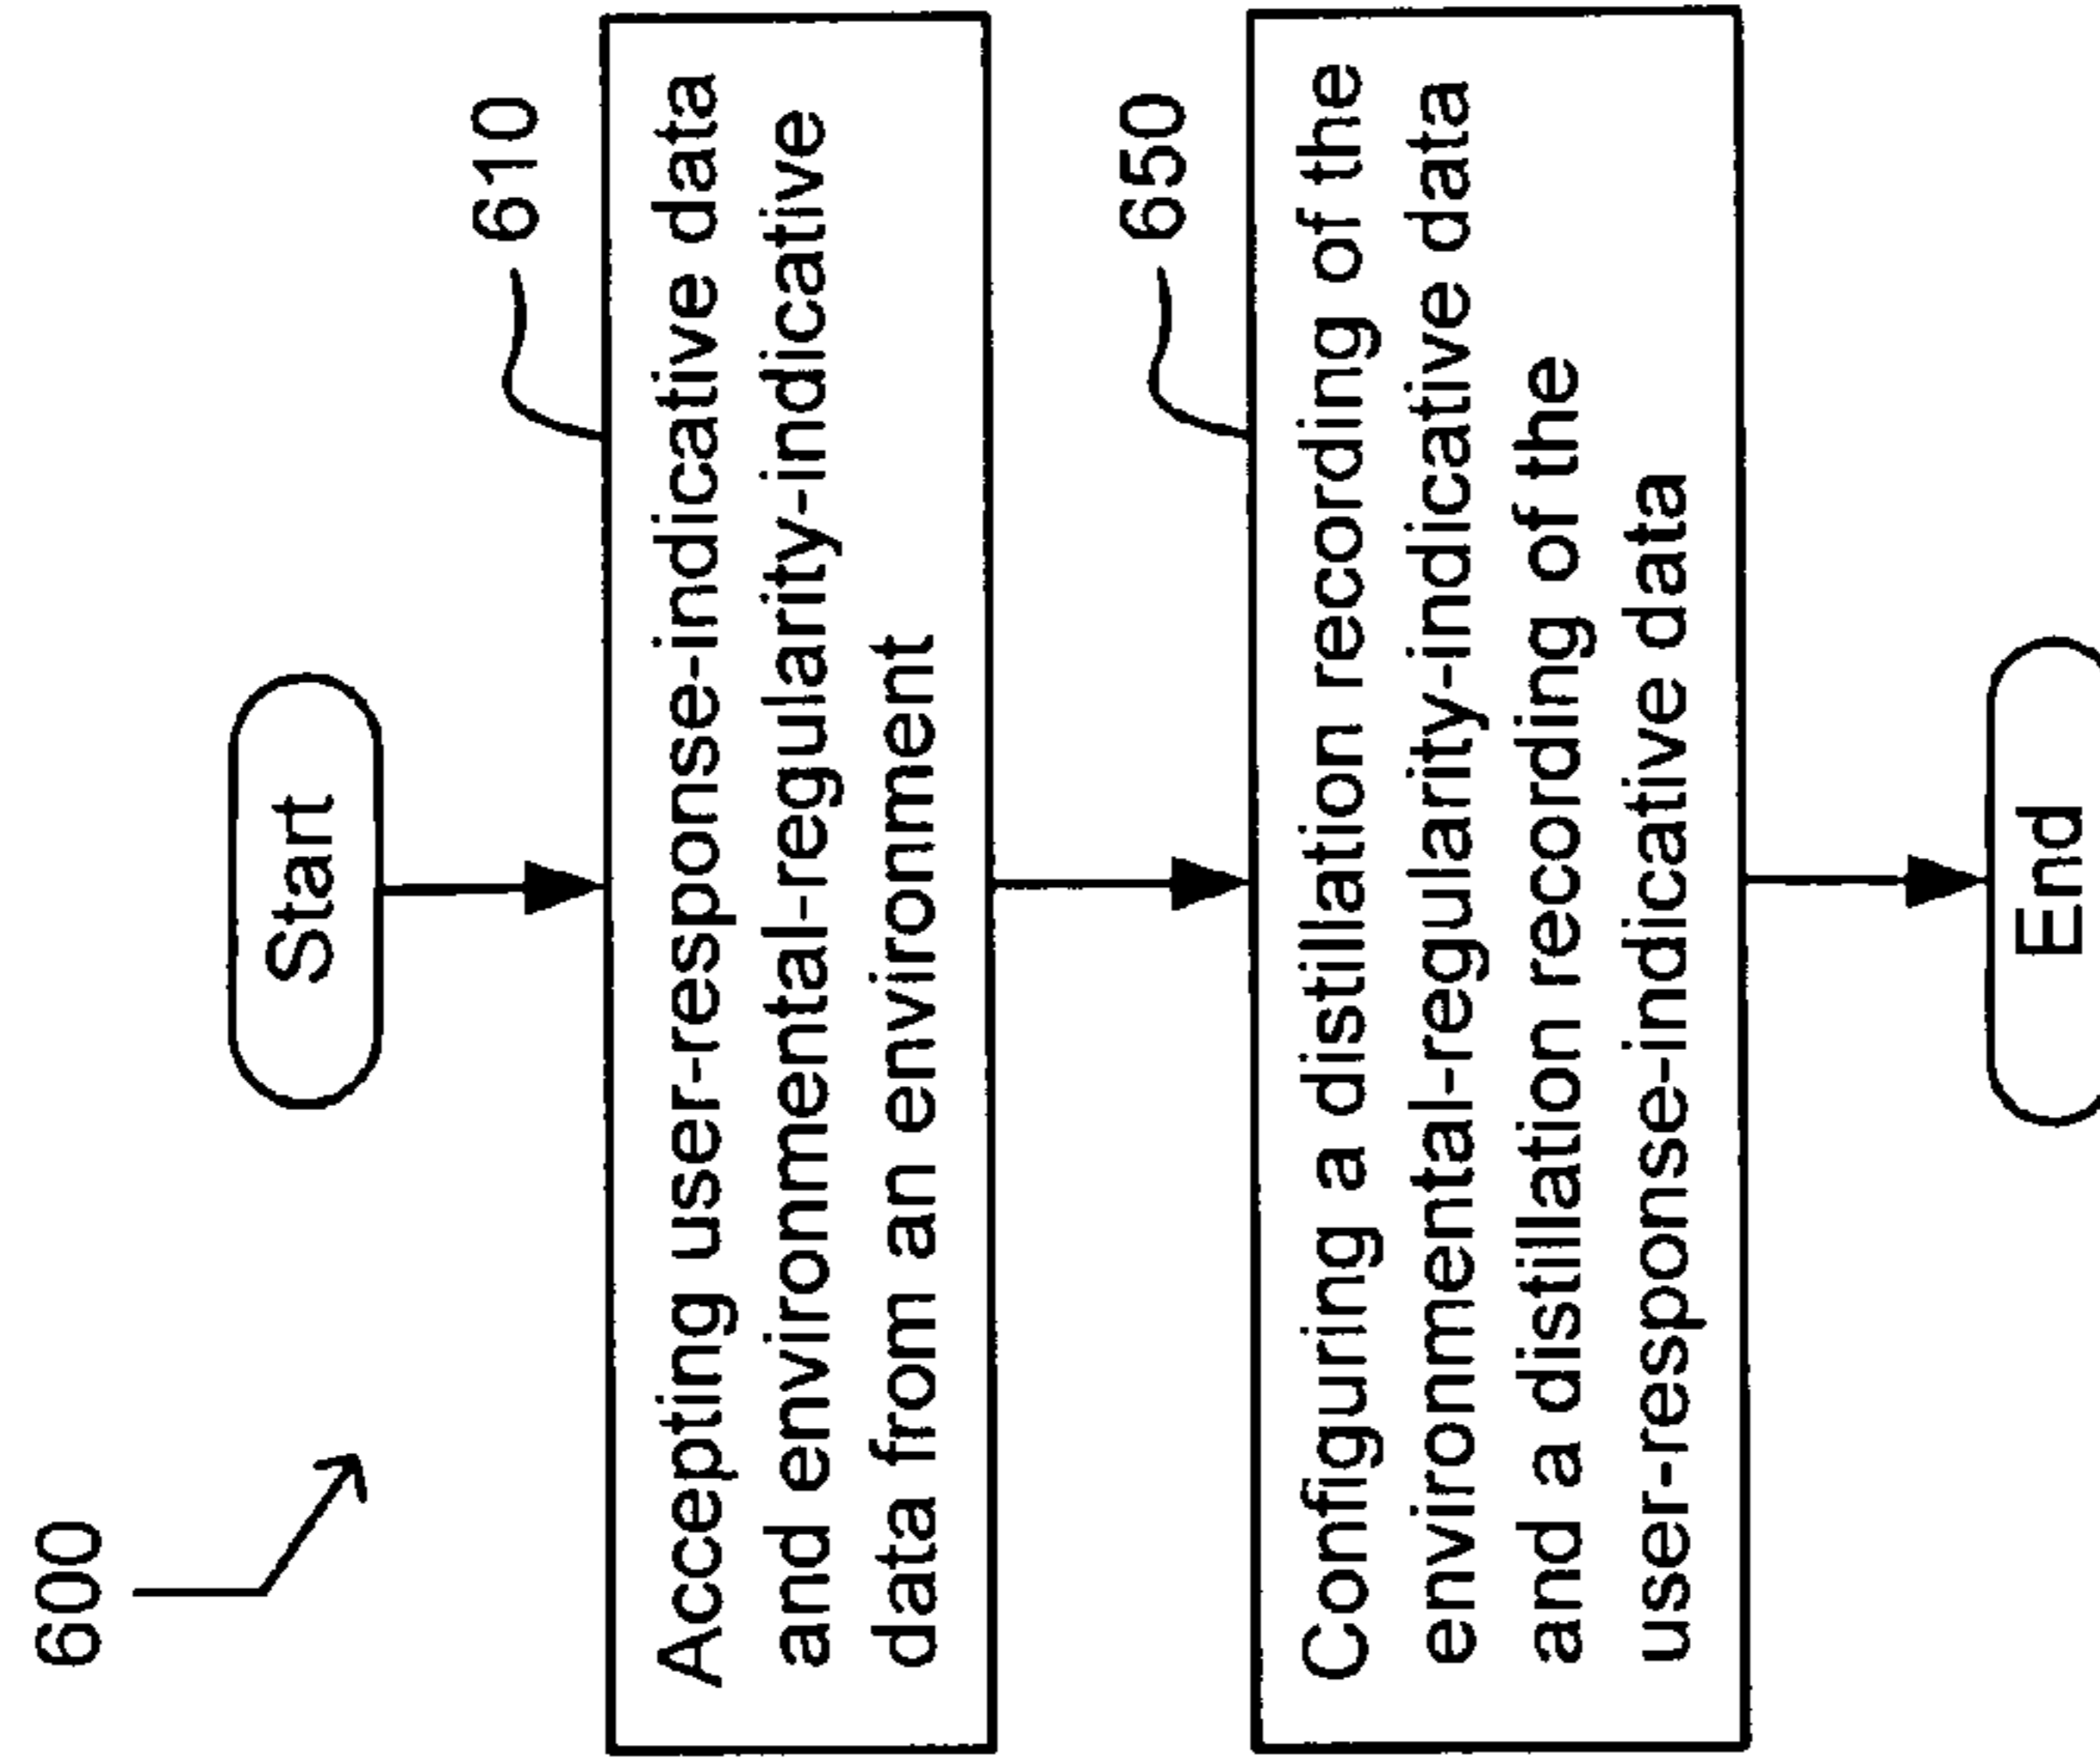 600
Start
610
Accepting user-response-indicative data
and environmental-regularity-indicative
data from an environment
650
Configuring a distillation recording of the
environmental-regularity-indicative data
and a distillation recording of the
user-response-indicative data
End